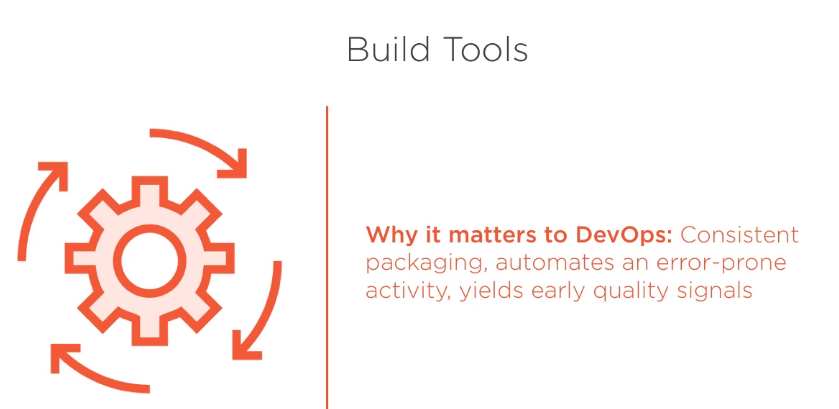 Build Tools
Why it matters to DevOps: Consistent
packaging, automates an error-prone
activity, yields early quality signals